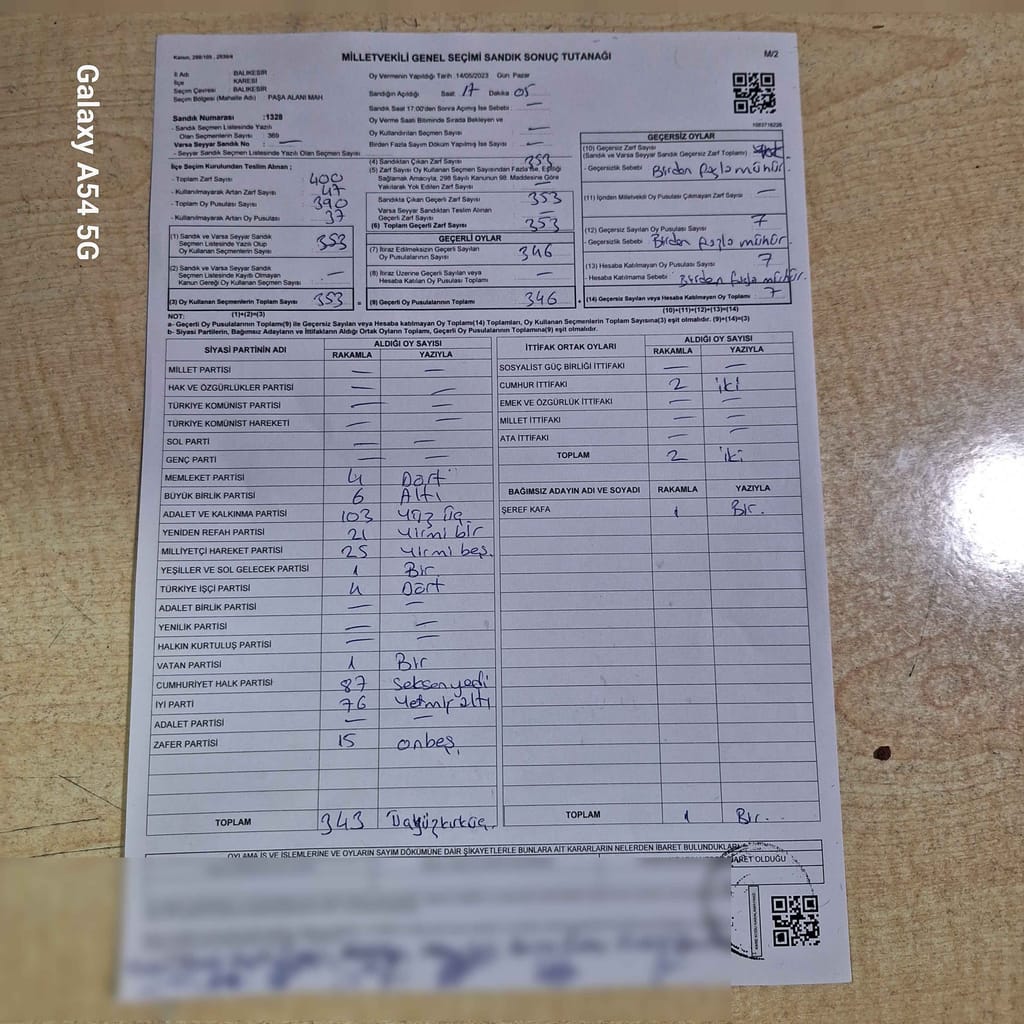 Galaxy A54 5G
MİLLETVEKİLİ GENEL SEÇİMİ SANDIK SONUÇ TUTANAĞI
M/2
İl Adı BALIKESİR
İlçe KARESİ
Seçim Çevresi BALIKESİR
Seçim Bölgesi (Mahalle Adı) PAŞA ALANI MAH.
Oy Vermenin Yapıldığı Tarih :14/05/2023 Gün Pazar
Sandığın Açıldığı Saat 17 Dakika 05
Sandık Saat 17:00'den Sonra Açılmış İse Sebebi —
Oy Verme Saati Bitiminde Sırada Bekleyen ve
Oy Kullandırılan Seçmen Sayısı —
Birden Fazla Sayım Döküm Yapılmış İse Sayısı —
Sandık Numarası :1328
- Sandık Seçmen Listesinde Yazılı
Olan Seçmenlerin Sayısı 369
Varsa Seyyar Sandık No —
- Seyyar Sandık Seçmen Listesinde Yazılı Olan Seçmen Sayısı
İlçe Seçim Kurulundan Teslim Alınan ;
- Toplam Zarf Sayısı 400
- Kullanılmayarak Artan Zarf Sayısı 47
- Toplam Oy Pusulası Sayısı 390
- Kullanılmayarak Artan Oy Pusulası 37
(1) Sandık ve Varsa Seyyar Sandık
Seçmen Listesinde Yazılı Olup
Oy Kullanan Seçmenlerin Sayısı 353
(2) Sandık ve Varsa Seyyar Sandık
Seçmen Listesinde Kayıtlı Olmayan
Kanun Gereği Oy Kullanan Seçmen Sayısı —
(3) Oy Kullanan Seçmenlerin Toplam Sayısı 353
(4) Sandıktan Çıkan Zarf Sayısı 353
(5) Zarf Sayısı Oy Kullanan Seçmen Sayısından Fazla İse, Eşitliği
Sağlamak Amacıyla, 298 Sayılı Kanunun 98. Maddesine Göre
Yakılarak Yok Edilen Zarf Sayısı —
Sandıkta Çıkan Geçerli Zarf Sayısı 353
Varsa Seyyar Sandıktan Teslim Alınan
Geçerli Zarf Sayısı —
(6) Toplam Geçerli Zarf Sayısı 353
GEÇERLİ OYLAR
(7) İtiraz Edilmeksizin Geçerli Sayılan
Oy Pusulalarının Sayısı 346
(8) İtiraz Üzerine Geçerli Sayılan veya
Hesaba Katılan Oy Pusulalarının Toplamı —
= (9) Geçerli Oy Pusulalarının Toplamı 346
1083716226
GEÇERSİZ OYLAR
(10) Geçersiz Zarf Sayısı
(Sandık ve Varsa Seyyar Sandık Geçersiz Zarf Toplamı)
- Geçersizlik Sebebi Birden fazla mühür.
(11) İçinden Milletvekili Oy Pusulası Çıkmayan Zarf Sayısı —
(12) Geçersiz Oy Pusulası Sayısı 7
- Geçersizlik Sebebi Birden fazla mühür.
(13) Hesaba Katılmayan Oy Pusulası Sayısı 7
- Hesaba Katılmama Sebebi Birden fazla mühür.
+ (14) Geçersiz Sayılan veya Hesaba Katılmayan Oy Toplamı 7
NOT: (1)+(2)=(3) (10)+(11)+(12)+(13)=(14)
a- Geçerli Oy Pusulalarının Toplamı(9) ile Geçersiz Sayılan veya Hesaba katılmayan Oy Toplamı(14) Toplamları, Oy Kullanan Seçmenlerin Toplam Sayısına(3) eşit olmalıdır. (9)+(14)=(3)
b- Siyasi Partilerin, Bağımsız Adayların ve İttifakların Aldığı Ortak Oyların Toplamı, Geçerli Oy Pusulalarının Toplamına(9) eşit olmalıdır.
SİYASİ PARTİNİN ADI ALDIĞI OY SAYISI
RAKAMLA YAZIYLA
MİLLET PARTİSİ — —
HAK VE ÖZGÜRLÜKLER PARTİSİ — —
TÜRKİYE KOMÜNİST PARTİSİ — —
TÜRKİYE KOMÜNİST HAREKETİ — —
SOL PARTİ — —
GENÇ PARTİ — —
MEMLEKET PARTİSİ 4 Dört
BÜYÜK BİRLİK PARTİSİ 6 Altı
ADALET VE KALKINMA PARTİSİ 103 Yüz üç
YENİDEN REFAH PARTİSİ 21 Yirmi bir
MİLLİYETÇİ HAREKET PARTİSİ 25 Yirmi beş.
YEŞİLLER VE SOL GELECEK PARTİSİ 1 Bir
TÜRKİYE İŞÇİ PARTİSİ 4 Dört
ADALET BİRLİK PARTİSİ — —
YENİLİK PARTİSİ — —
HALKIN KURTULUŞ PARTİSİ — —
VATAN PARTİSİ 1 Bir
CUMHURİYET HALK PARTİSİ 87 Seksen yedi
İYİ PARTİ 76 Yetmiş altı
ADALET PARTİSİ — —
ZAFER PARTİSİ 15 onbeş
TOPLAM 343 Üçyüzkırküç
İTTİFAK ORTAK OYLARI ALDIĞI OY SAYISI
RAKAMLA YAZIYLA
SOSYALİST GÜÇ BİRLİĞİ İTTİFAKI — —
CUMHUR İTTİFAKI 2 iki
EMEK VE ÖZGÜRLÜK İTTİFAKI — —
MİLLET İTTİFAKI — —
ATA İTTİFAKI — —
TOPLAM 2 iki
BAĞIMSIZ ADAYIN ADI VE SOYADI RAKAMLA YAZIYLA
ŞEREF KAFA 1 Bir.
TOPLAM 1 Bir.
OYLAMA İŞ VE İŞLEMLERİNE VE OYLARIN SAYIM DÖKÜMÜNE DAİR ŞİKAYETLERLE BUNLARA AİT KARARLARIN NELERDEN İBARET BULUNDUKLARI
İBARET OLDUĞU